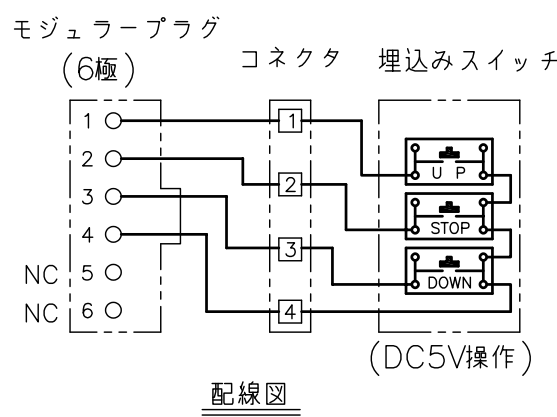 モジュラープラグ
(6極)
コネクタ
埋込みスイッチ
1
2
3
4
NC 5
NC 6
1
2
3
4
U P
STOP
DOWN
(DC5V操作)
配線図